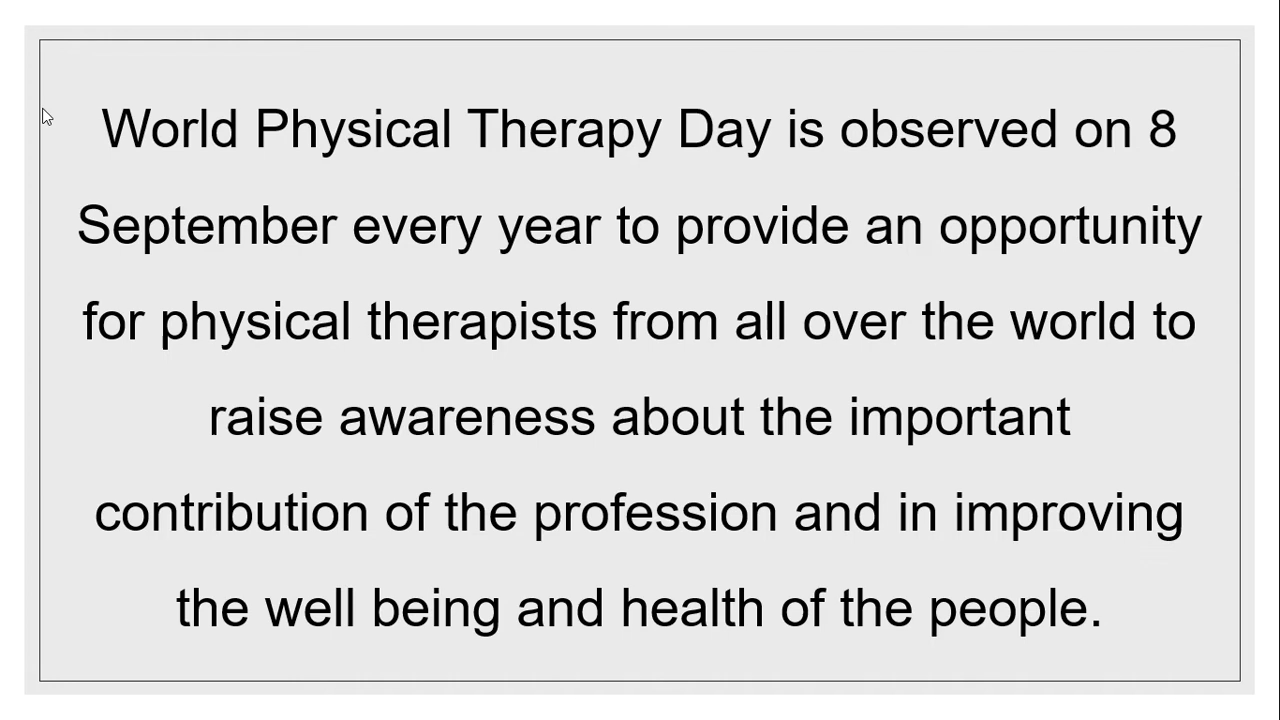 World Physical Therapy Day is observed on 8
September every year to provide an opportunity
for physical therapists from all over the world to
raise awareness about the important
contribution of the profession and in improving
the well being and health of the people.